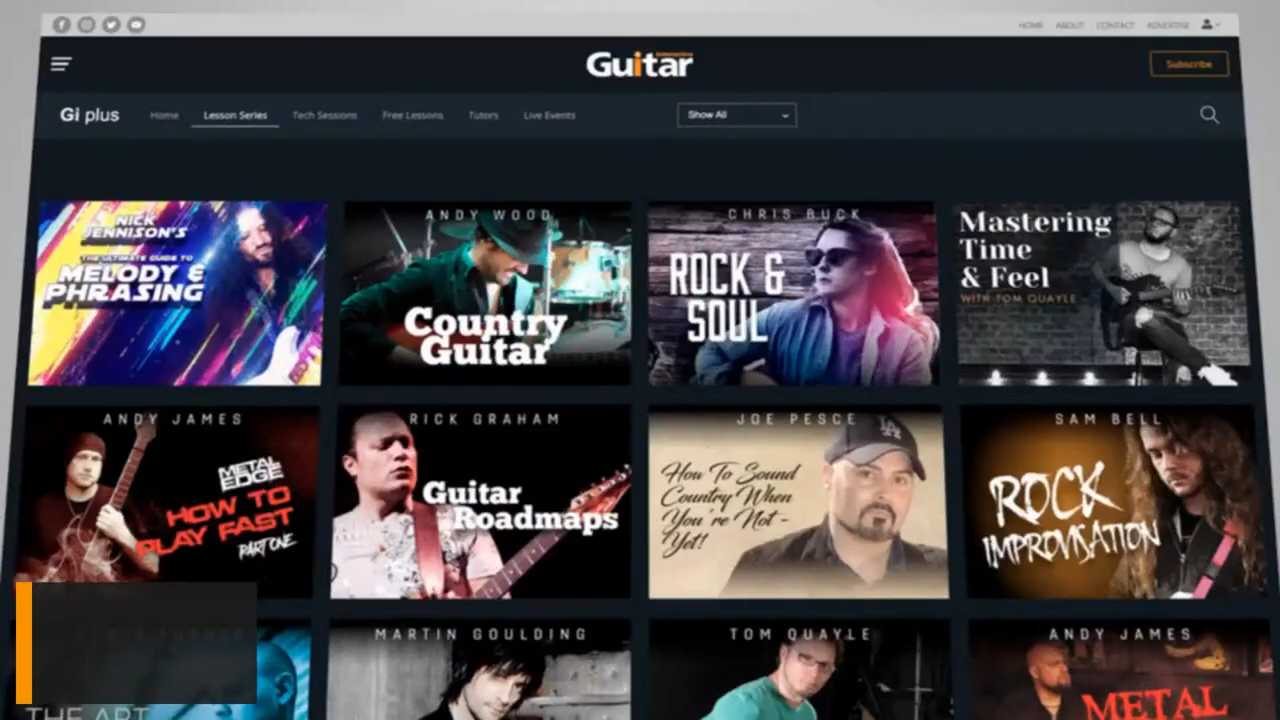 HOME ABOUT CONTACT ADVERTISE
Guitar
Subscribe
Gi plus Home Lesson Series Tech Sessions Free Lessons Tutors Live Events Show All
NICK
JENNISON'S
THE ULTIMATE GUIDE TO
MELODY &
PHRASING
ANDY WOOD
Country
Guitar
CHRIS BUCK
ROCK &
SOUL
Mastering
Time
& Feel
WITH TOM QUAYLE
ANDY JAMES
METAL
EDGE
HOW TO
PLAY FAST
PART ONE
RICK GRAHAM
Guitar
Roadmaps
JOE PESCE
How To Sound
Country When
You're Not -
Yet!
SAM BELL
ROCK
IMPROVISATION
THE ART
MARTIN GOULDING
TOM QUAYLE
ANDY JAMES
METAL